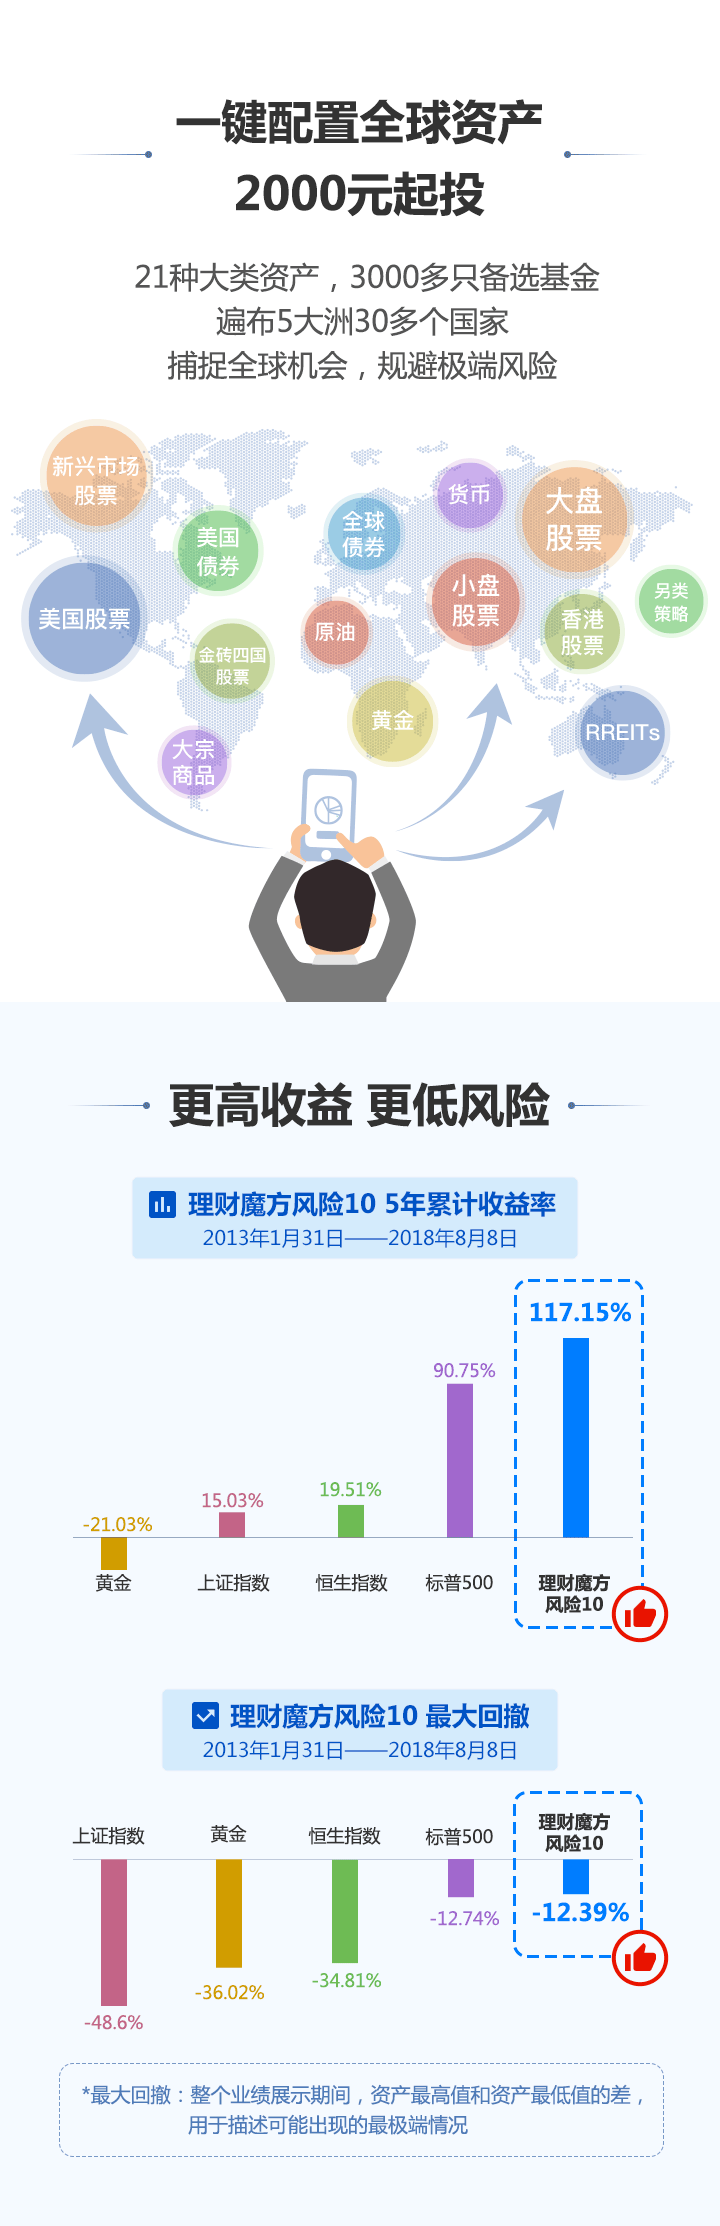 一键配置全球资产
2000元起投
21种大类资产，3000多只备选基金
遍布5大洲30多个国家
捕捉全球机会，规避极端风险
新兴市场
股票
美国
债券
全球
债券
货币
大盘
股票
美国股票
金砖四国
股票
原油
小盘
股票
香港
股票
另类
策略
大宗
商品
黄金
RREITs
更高收益 更低风险
理财魔方风险10 5年累计收益率
2013年1月31日——2018年8月8日
117.15%
90.75%
19.51%
15.03%
-21.03%
黄金
上证指数
恒生指数
标普500
理财魔方
风险10
理财魔方风险10 最大回撤
2013年1月31日——2018年8月8日
上证指数
黄金
恒生指数
标普500
理财魔方
风险10
-48.6%
-36.02%
-34.81%
-12.74%
-12.39%
*最大回撤：整个业绩展示期间，资产最高值和资产最低值的差，
用于描述可能出现的最极端情况